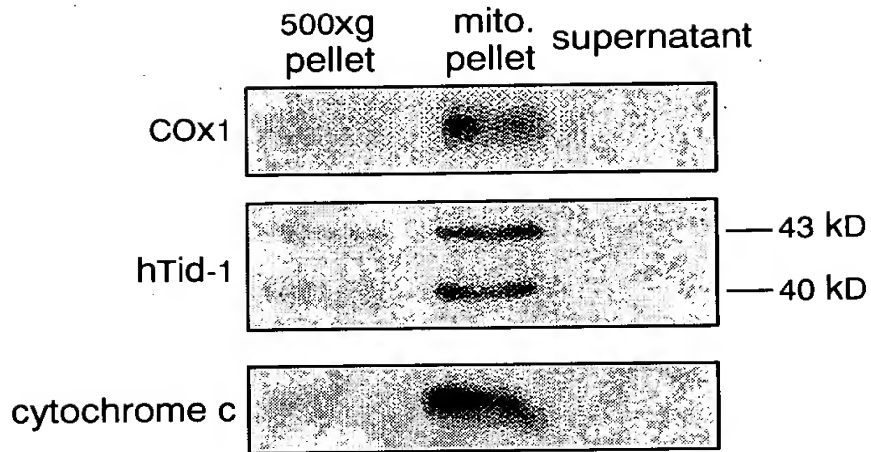 500xg pellet
mito. pellet
supernatant
COx1
hTid-1
43 kD
40 kD
cytochrome c